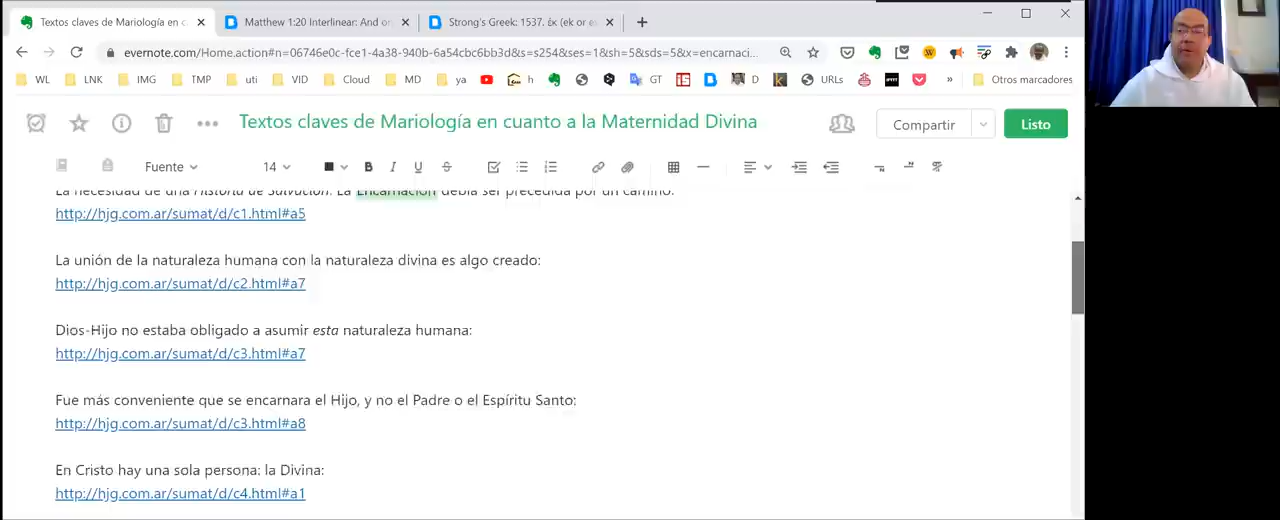 Textos claves de Mariología en c
Matthew 1:20 Interlinear: And or
Strong's Greek: 1537. ἐκ (ek or e
evernote.com/Home.action#n=06746e0c-fce1-4a38-940b-6a54cbc6bb3d&s=s254&ses=1&sh=5&sds=5&x=encarnaci...
WL LNK IMG TMP uti VID Cloud MD ya h GT D URLs » Otros marcadores
Textos claves de Mariología en cuanto a la Maternidad Divina
Compartir
Listo
Fuente 14 B I U
La necesidad de una Historia de Salvación. La Encarnación debía ser precedida por un camino:
http://hjg.com.ar/sumat/d/c1.html#a5
La unión de la naturaleza humana con la naturaleza divina es algo creado:
http://hjg.com.ar/sumat/d/c2.html#a7
Dios-Hijo no estaba obligado a asumir esta naturaleza humana:
http://hjg.com.ar/sumat/d/c3.html#a7
Fue más conveniente que se encarnara el Hijo, y no el Padre o el Espíritu Santo:
http://hjg.com.ar/sumat/d/c3.html#a8
En Cristo hay una sola persona: la Divina:
http://hjg.com.ar/sumat/d/c4.html#a1